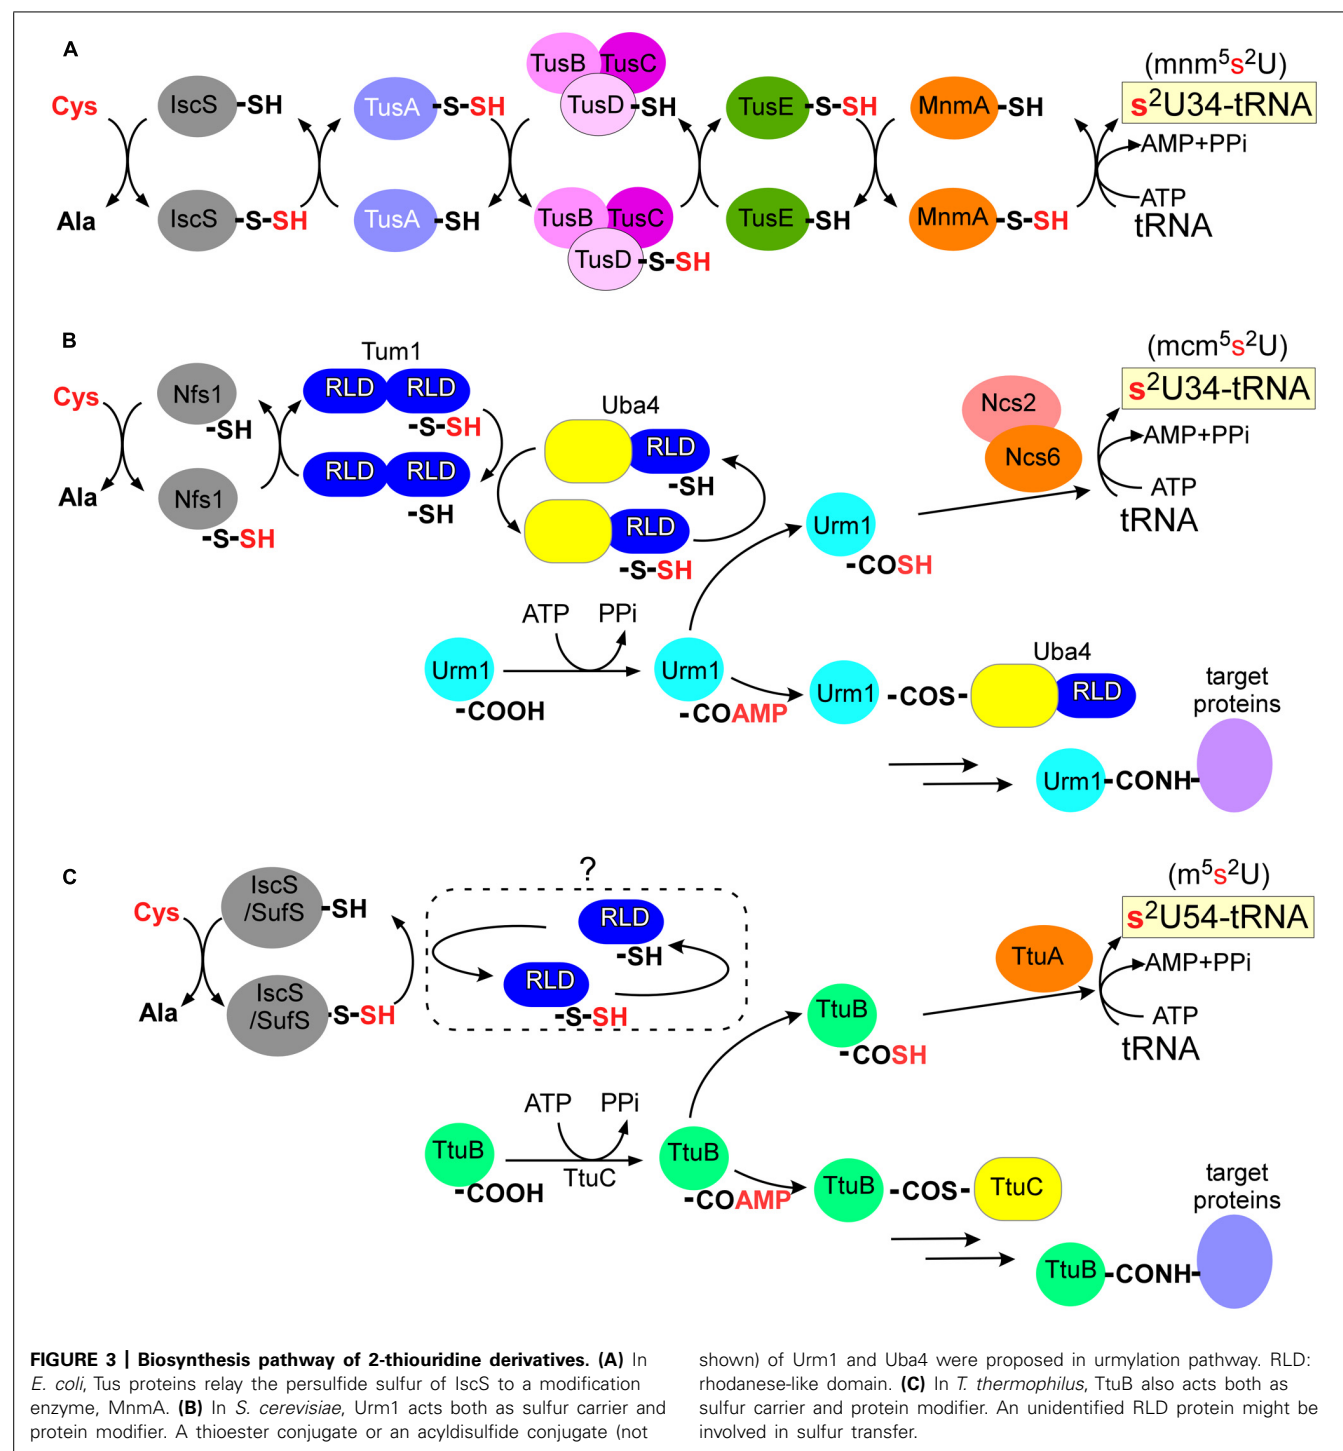 A
(mnm⁵s²U)
s²U34-tRNA
Cys
IscS -SH
TusA -S-SH
TusB TusC
TusD -SH
TusE -S-SH
MnmA -SH
AMP+PPi
ATP
tRNA
Ala
IscS -S-SH
TusA -SH
TusB TusC
TusD -S-SH
TusE -SH
MnmA -S-SH
B
(mcm⁵s²U)
s²U34-tRNA
Cys
Nfs1
-SH
Tum1
RLD RLD
-S-SH
Uba4
RLD
-SH
Ncs2
Ncs6
AMP+PPi
ATP
tRNA
Ala
Nfs1
-S-SH
RLD RLD
-SH
RLD
-S-SH
Urm1
-COSH
ATP PPi
Urm1
-COOH
Urm1
-COAMP
Urm1 -COS-
Uba4
RLD
target
proteins
Urm1 -CONH-
C
?
(m⁵s²U)
s²U54-tRNA
Cys
IscS
/SufS -SH
RLD
-SH
RLD
-S-SH
TtuA
AMP+PPi
ATP
tRNA
Ala
IscS
/SufS -S-SH
TtuB
-COSH
ATP PPi
TtuB
-COOH
TtuC
TtuB
-COAMP
TtuB -COS- TtuC
target
proteins
TtuB -CONH-
FIGURE 3 | Biosynthesis pathway of 2-thiouridine derivatives. (A) In
E. coli, Tus proteins relay the persulfide sulfur of IscS to a modification
enzyme, MnmA. (B) In S. cerevisiae, Urm1 acts both as sulfur carrier and
protein modifier. A thioester conjugate or an acyldisulfide conjugate (not
shown) of Urm1 and Uba4 were proposed in urmylation pathway. RLD:
rhodanese-like domain. (C) In T. thermophilus, TtuB also acts both as
sulfur carrier and protein modifier. An unidentified RLD protein might be
involved in sulfur transfer.